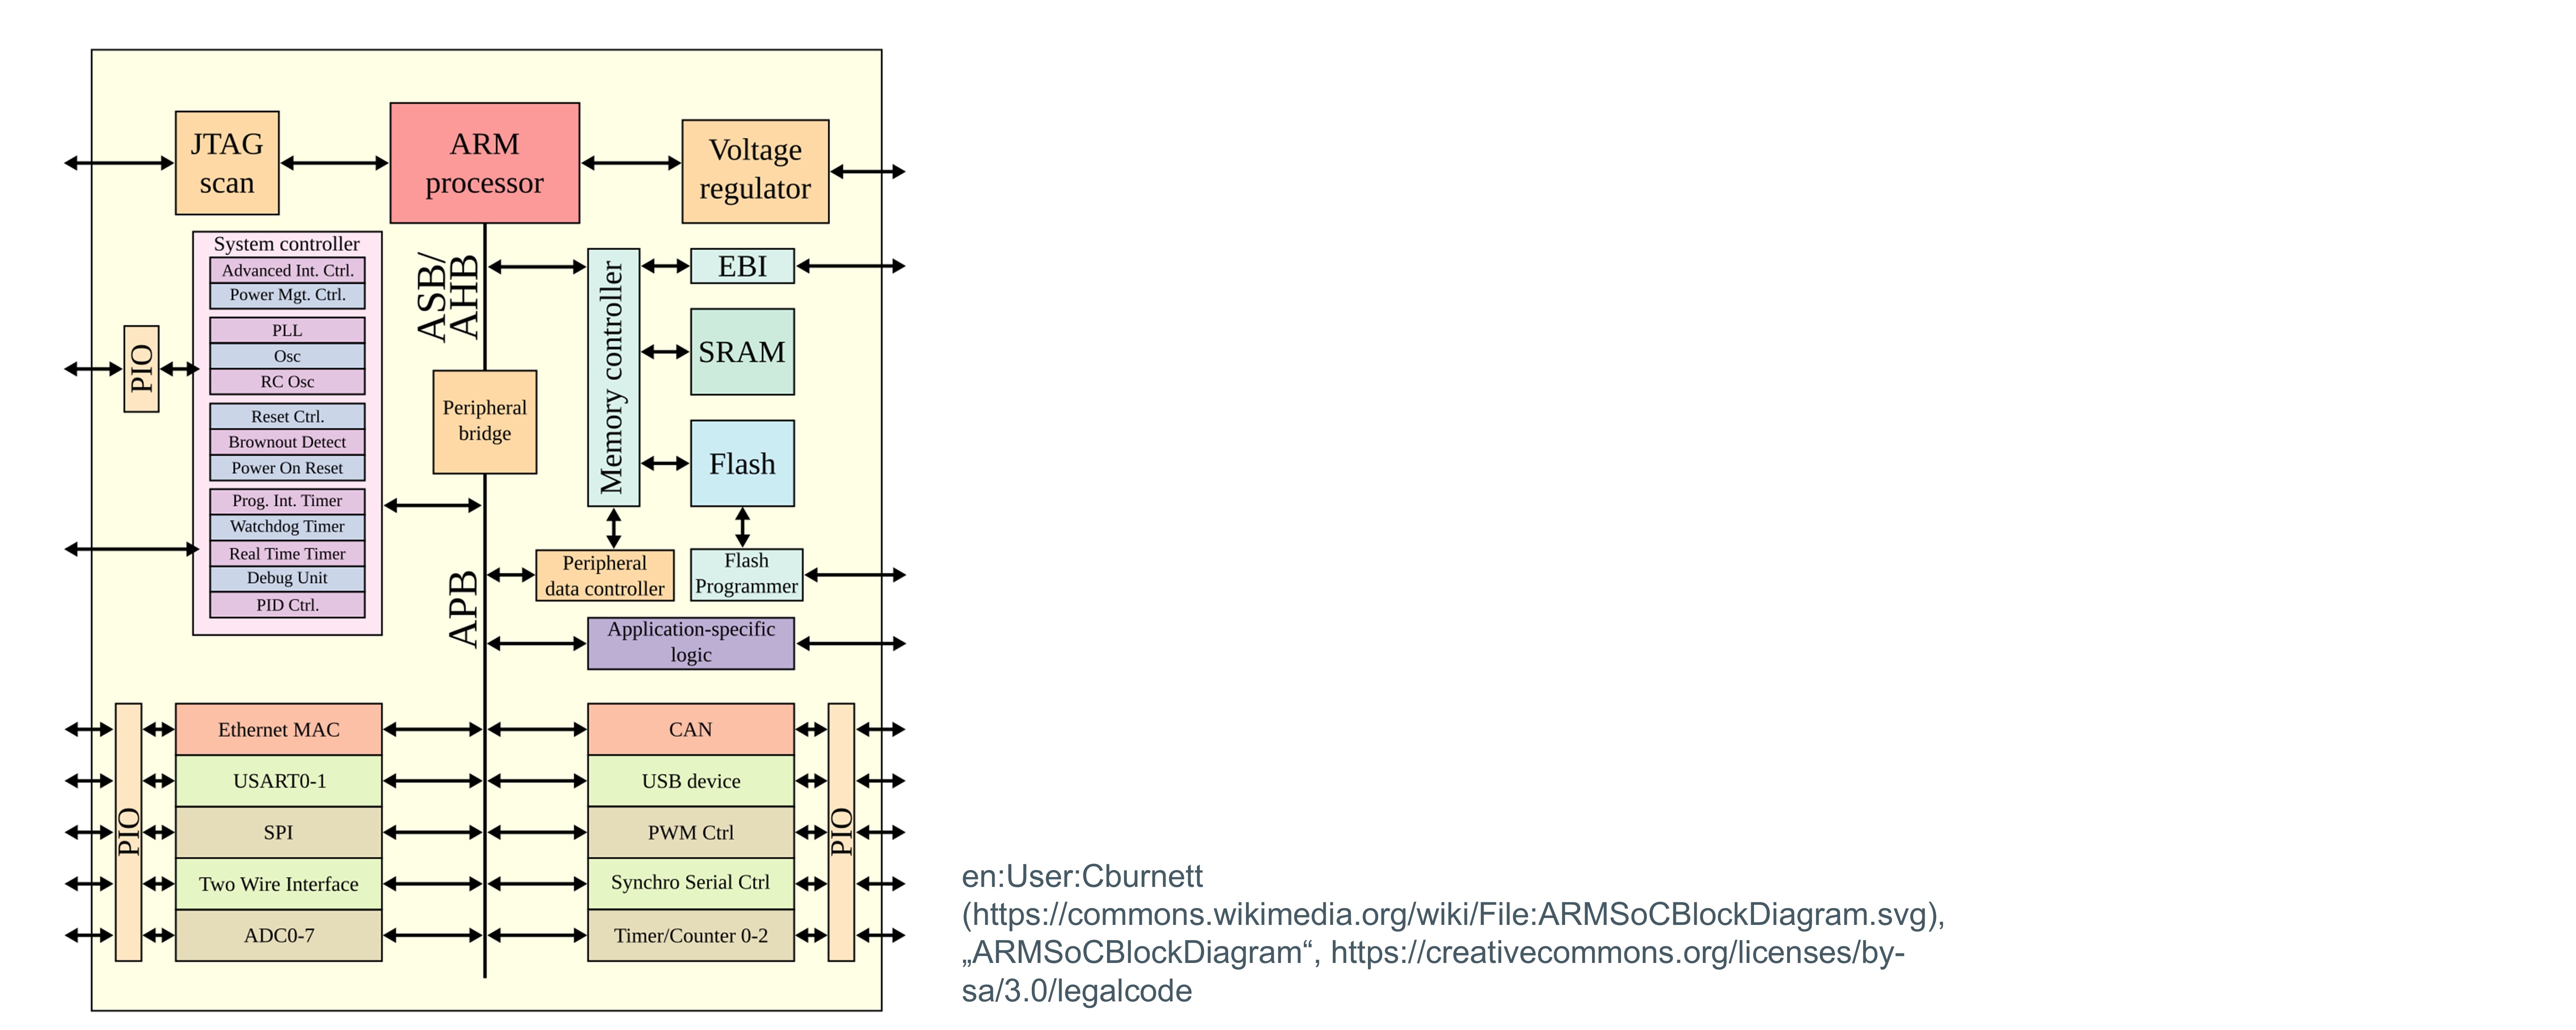 JTAG
scan
ARM
processor
Voltage
regulator
System controller
Advanced Int. Ctrl.
Power Mgt. Ctrl.
PLL
Osc
RC Osc
Reset Ctrl.
Brownout Detect
Power On Reset
Prog. Int. Timer
Watchdog Timer
Real Time Timer
Debug Unit
PID Ctrl.
PIO
ASB/
AHB
Peripheral
bridge
APB
Memory controller
EBI
SRAM
Flash
Peripheral
data controller
Flash
Programmer
Application-specific
logic
PIO
Ethernet MAC
USART0-1
SPI
Two Wire Interface
ADC0-7
CAN
USB device
PWM Ctrl
Synchro Serial Ctrl
Timer/Counter 0-2
PIO
en:User:Cburnett
(https://commons.wikimedia.org/wiki/File:ARMSoCBlockDiagram.svg),
„ARMSoCBlockDiagram“, https://creativecommons.org/licenses/by-
sa/3.0/legalcode